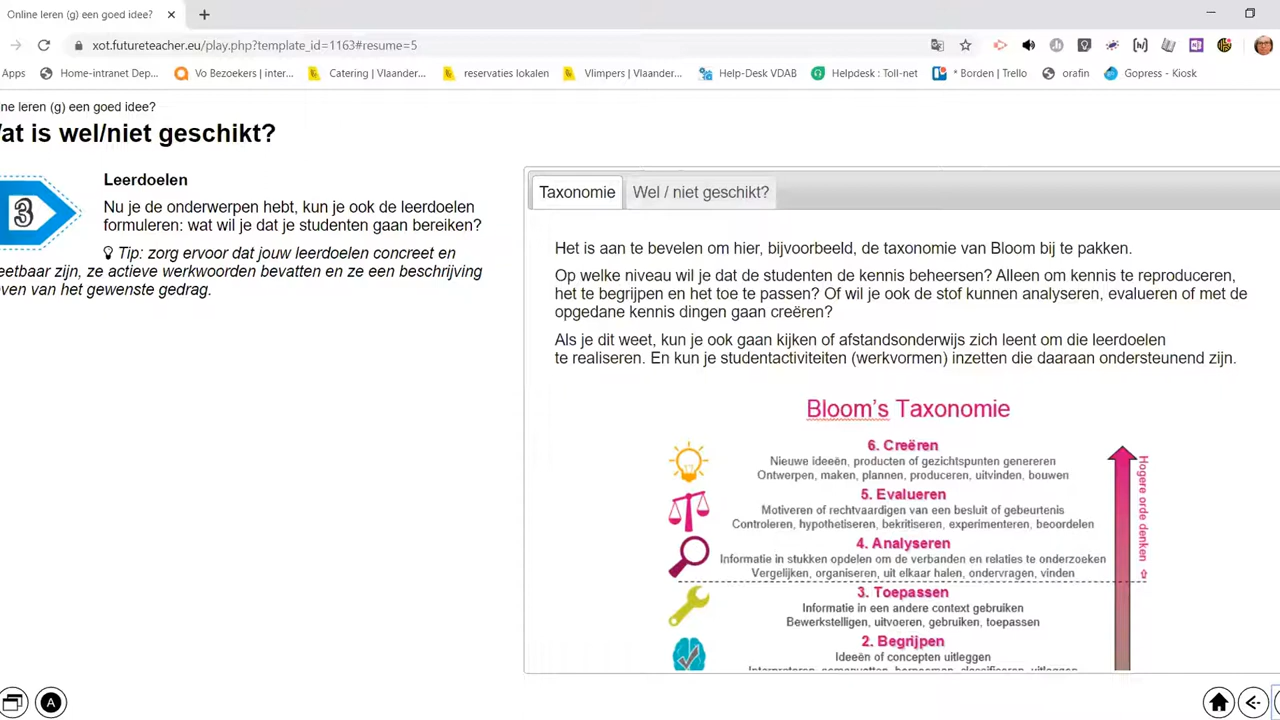 Online leren (g) een goed idee?
xot.futureteacher.eu/play.php?template_id=1163#resume=5
Apps
Home-intranet Dep...
Vo Bezoekers | inter...
Catering | Vlaander...
reservaties lokalen
Vlimpers | Vlaander...
Help-Desk VDAB
Helpdesk : Toll-net
* Borden | Trello
orafin
Gopress - Kiosk
ne leren (g) een goed idee?
at is wel/niet geschikt?
3
Leerdoelen
Nu je de onderwerpen hebt, kun je ook de leerdoelen
formuleren: wat wil je dat je studenten gaan bereiken?
Tip: zorg ervoor dat jouw leerdoelen concreet en
eetbaar zijn, ze actieve werkwoorden bevatten en ze een beschrijving
ven van het gewenste gedrag.
Taxonomie
Wel / niet geschikt?
Het is aan te bevelen om hier, bijvoorbeeld, de taxonomie van Bloom bij te pakken.
Op welke niveau wil je dat de studenten de kennis beheersen? Alleen om kennis te reproduceren,
het te begrijpen en het toe te passen? Of wil je ook de stof kunnen analyseren, evalueren of met de
opgedane kennis dingen gaan creëren?
Als je dit weet, kun je ook gaan kijken of afstandsonderwijs zich leent om die leerdoelen
te realiseren. En kun je studentactiviteiten (werkvormen) inzetten die daaraan ondersteunend zijn.
Bloom's Taxonomie
6. Creëren
Nieuwe ideeën, producten of gezichtspunten genereren
Ontwerpen, maken, plannen, produceren, uitvinden, bouwen
5. Evalueren
Motiveren of rechtvaardigen van een besluit of gebeurtenis
Controleren, hypothetiseren, bekritiseren, experimenteren, beoordelen
4. Analyseren
Informatie in stukken opdelen om de verbanden en relaties te onderzoeken
Vergelijken, organiseren, uit elkaar halen, ondervragen, vinden
3. Toepassen
Informatie in een andere context gebruiken
Bewerkstelligen, uitvoeren, gebruiken, toepassen
2. Begrijpen
Ideeën of concepten uitleggen
Hogere orde denken
A